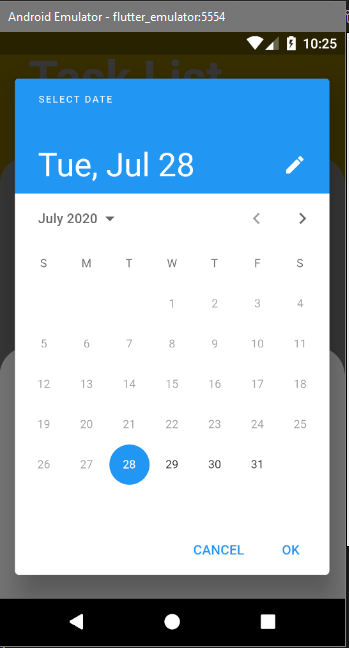 Android Emulator - flutter_emulator:5554
10:25
Task List
SELECT DATE
Tue, Jul 28
July 2020
S M T W T F S
1 2 3 4
5 6 7 8 9 10 11
12 13 14 15 16 17 18
19 20 21 22 23 24 25
26 27 28 29 30 31
CANCEL OK